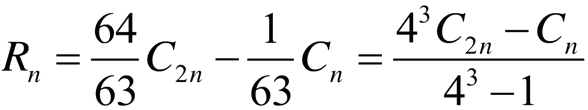 R_n = \frac{64}{63} C_{2n} - \frac{1}{63} C_n = \frac{4^3 C_{2n} - C_n}{4^3 - 1}